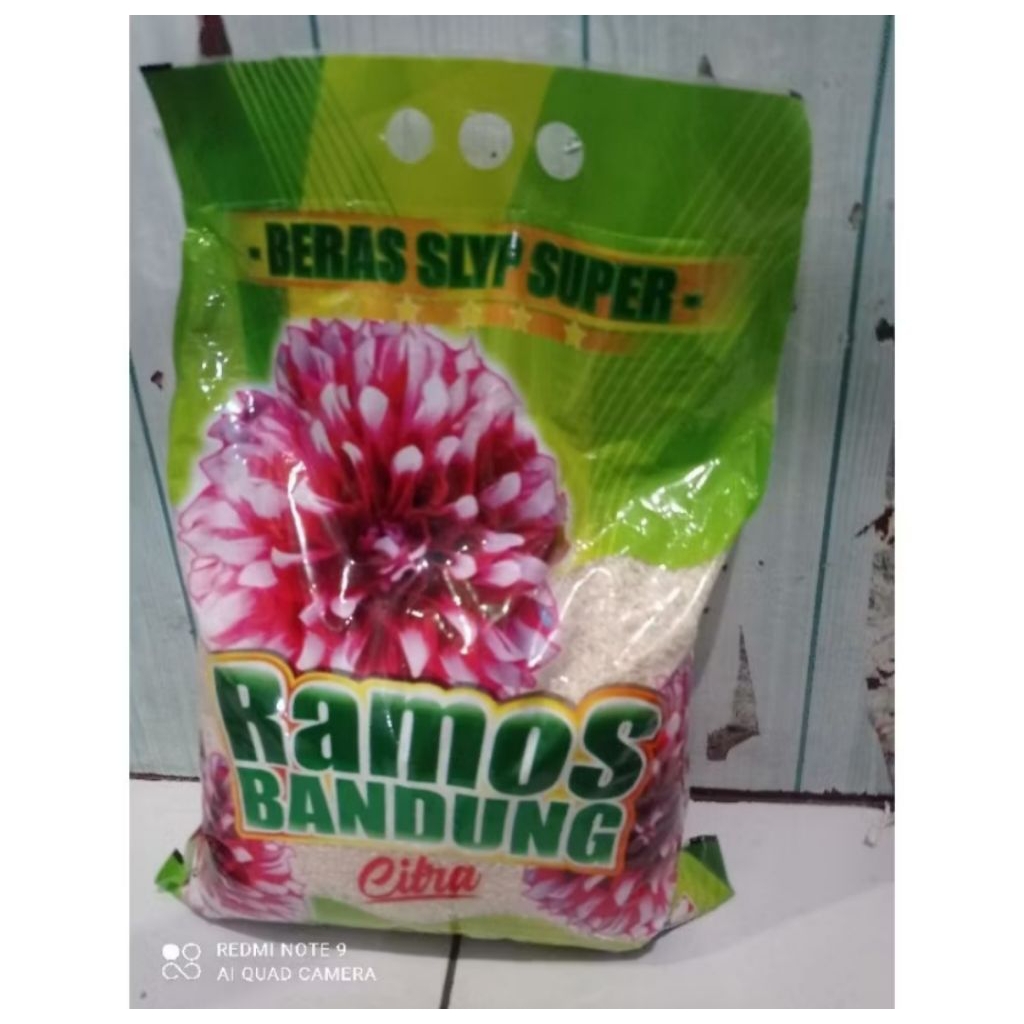 - BERAS SLYP SUPER -
Ramos
BANDUNG
Citra
REDMI NOTE 9
AI QUAD CAMERA